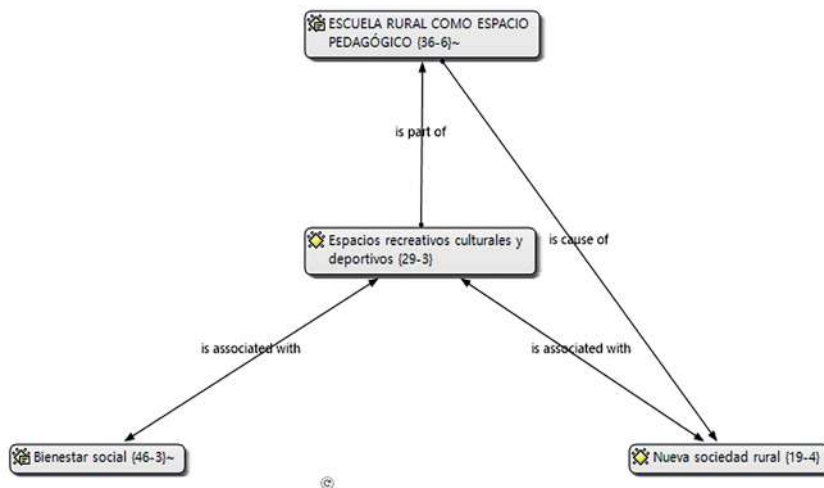 ESCUELA RURAL COMO ESPACIO
PEDAGÓGICO {36-6}~
is part of
Espacios recreativos culturales y
deportivos {29-3}
is cause of
is associated with
is associated with
Bienestar social {46-3}~
Nueva sociedad rural {19-4}